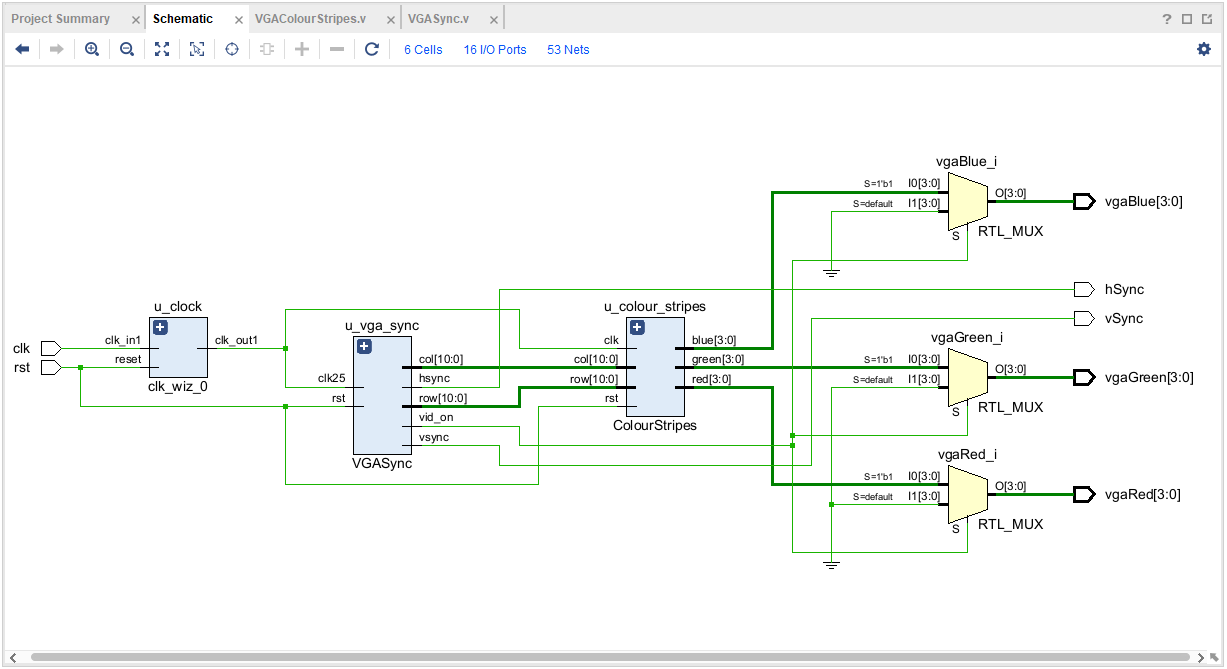 Project Summary
Schematic
VGAColourStripes.v
VGASync.v
6 Cells
16 I/O Ports
53 Nets
vgaBlue_i
S=1'b1
I0[3:0]
S=default
I1[3:0]
O[3:0]
S
RTL_MUX
vgaBlue[3:0]
hSync
vSync
clk
rst
u_clock
clk_in1
reset
clk_out1
clk_wiz_0
u_vga_sync
clk25
rst
col[10:0]
hsync
row[10:0]
vid_on
vsync
VGASync
u_colour_stripes
clk
col[10:0]
row[10:0]
rst
blue[3:0]
green[3:0]
red[3:0]
ColourStripes
vgaGreen_i
S=1'b1
I0[3:0]
S=default
I1[3:0]
O[3:0]
S
RTL_MUX
vgaGreen[3:0]
vgaRed_i
S=1'b1
I0[3:0]
S=default
I1[3:0]
O[3:0]
S
RTL_MUX
vgaRed[3:0]